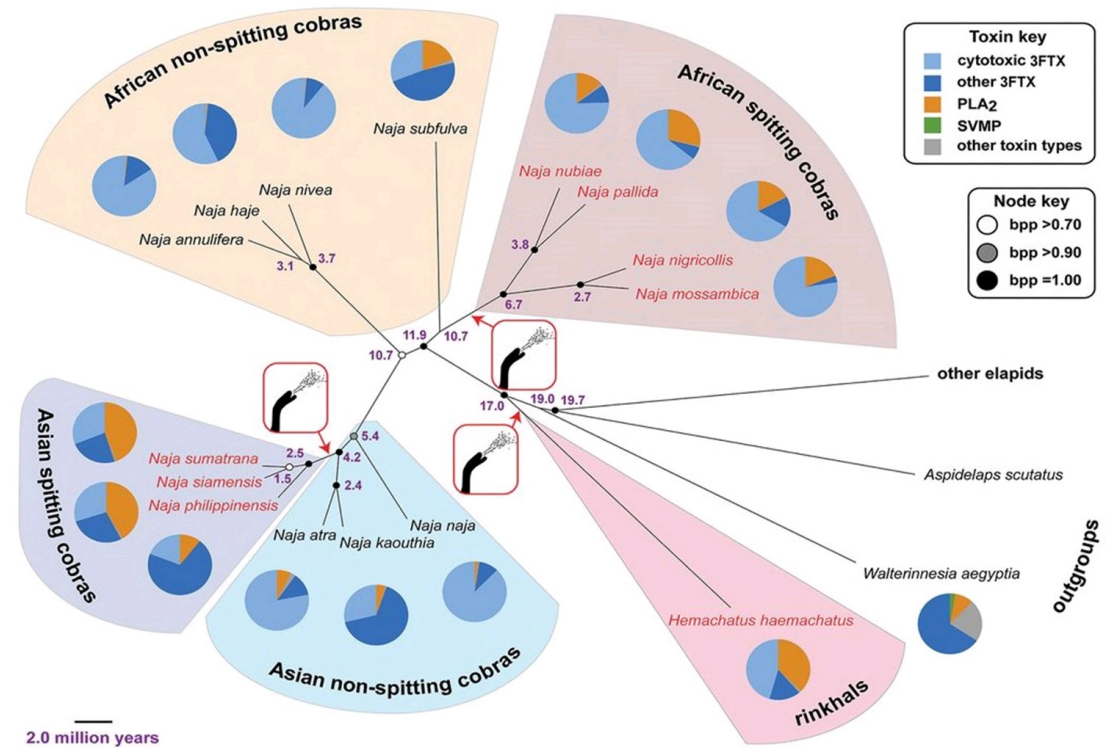 African non-spitting cobras
Naja subfulva
Naja nivea
Naja haje
Naja annulifera
3.1
3.7
African spitting cobras
Naja nubiae
Naja pallida
3.8
Naja nigricollis
Naja mossambica
6.7
2.7
Toxin key
cytotoxic 3FTX
other 3FTX
PLA2
SVMP
other toxin types
Node key
bpp >0.70
bpp >0.90
bpp =1.00
11.9
10.7
10.7
17.0
19.0
19.7
other elapids
Aspidelaps scutatus
Walterinnesia aegyptia
outgroups
Hemachatus haemachatus
rinkhals
Asian spitting cobras
Naja sumatrana
Naja siamensis
Naja philippinensis
2.5
1.5
5.4
4.2
2.4
Naja naja
Naja atra
Naja kaouthia
Asian non-spitting cobras
2.0 million years